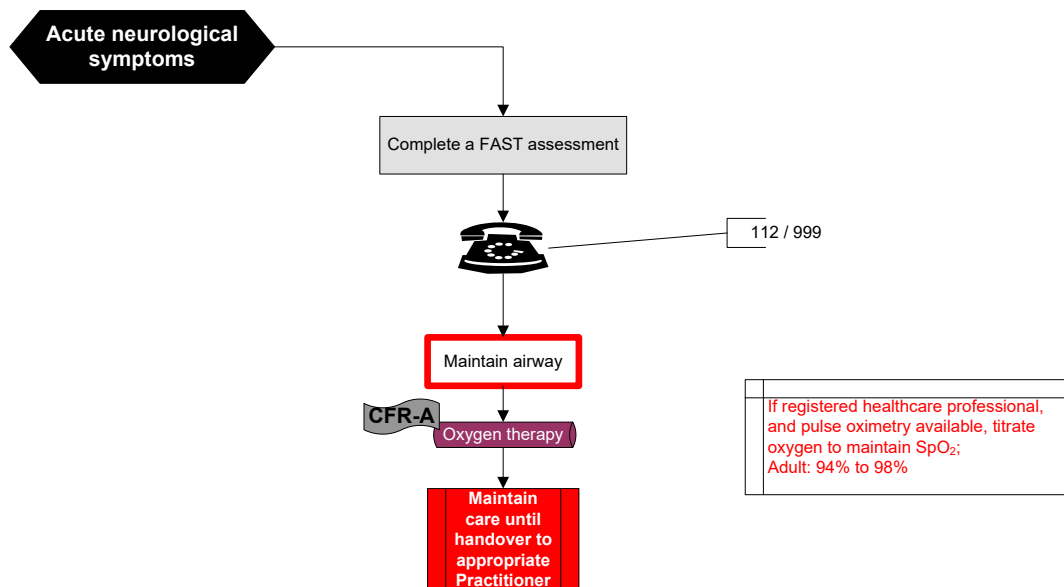 Acute neurological
symptoms
Complete a FAST assessment
112 / 999
Maintain airway
CFR-A
Oxygen therapy
If registered healthcare professional,
and pulse oximetry available, titrate
oxygen to maintain SpO₂;
Adult: 94% to 98%
Maintain
care until
handover to
appropriate
Practitioner